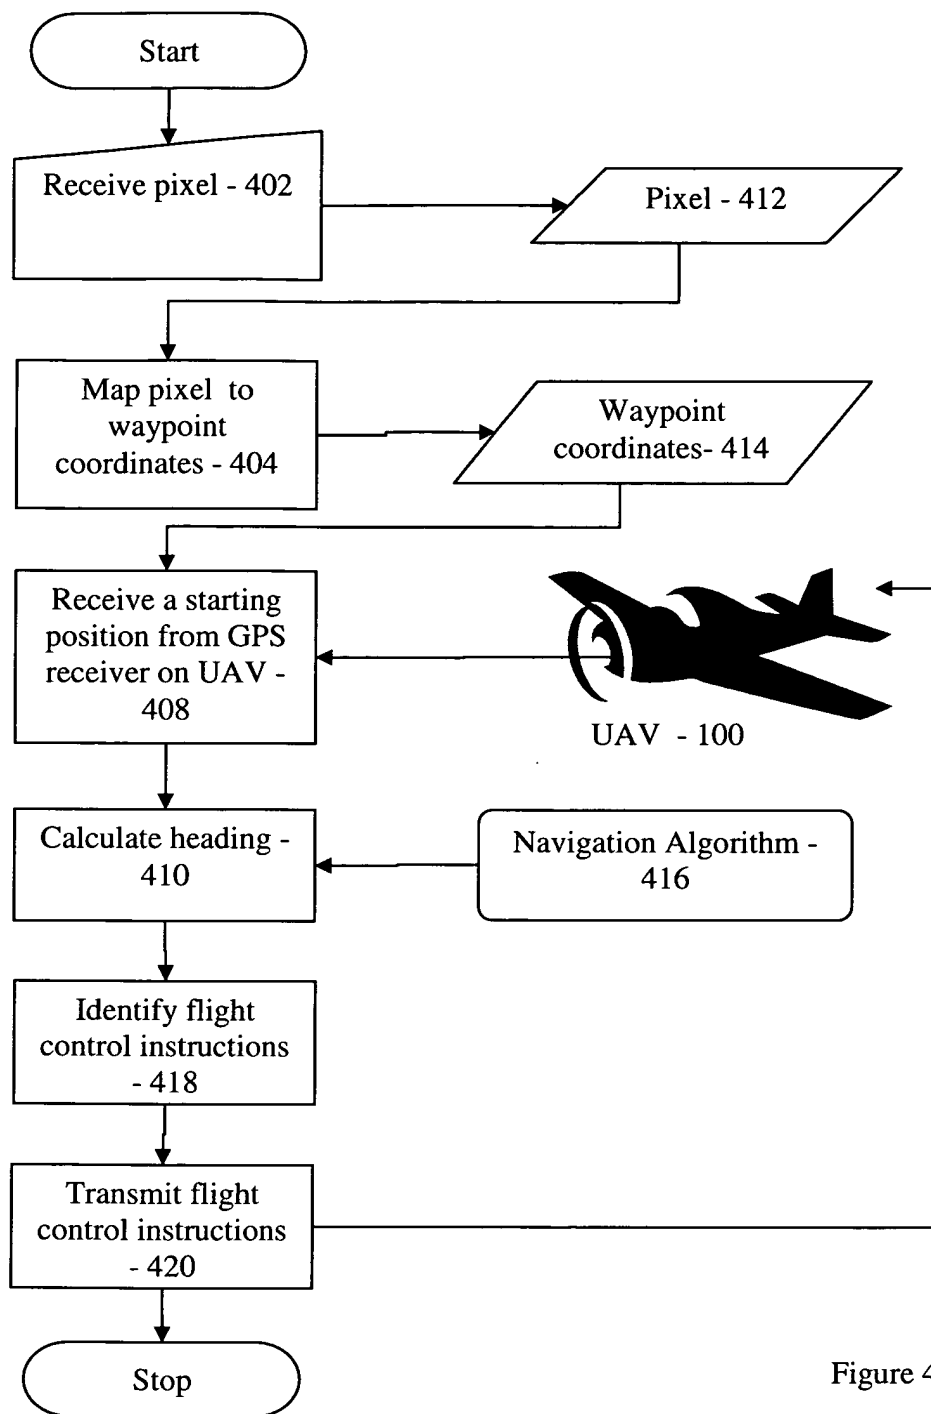 Start
Receive pixel - 402
Pixel - 412
Map pixel to
waypoint
coordinates - 404
Waypoint
coordinates- 414
Receive a starting
position from GPS
receiver on UAV -
408
UAV - 100
Calculate heading -
410
Navigation Algorithm -
416
Identify flight
control instructions
- 418
Transmit flight
control instructions
- 420
Stop
Figure 4